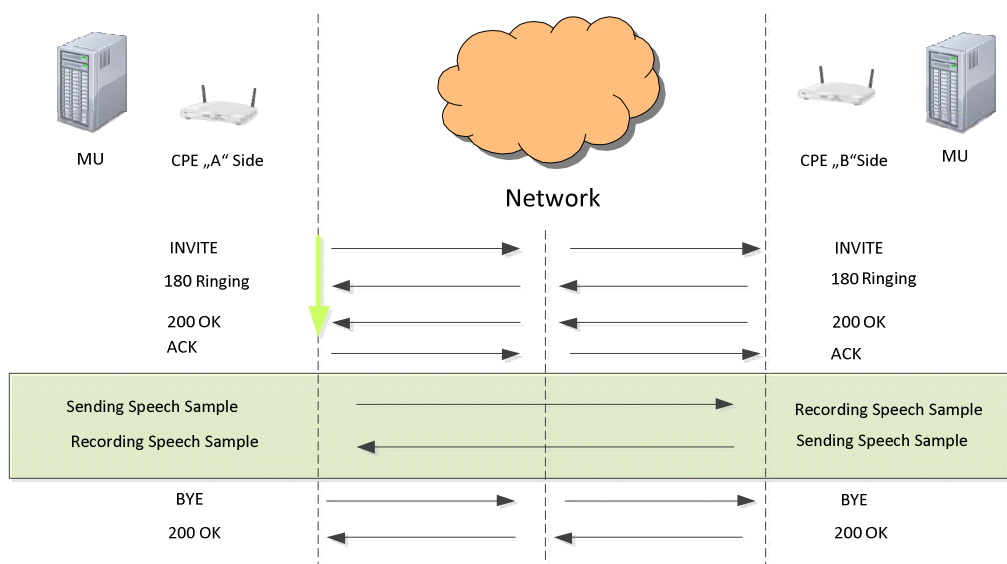 MU
CPE „A“ Side
CPE „B“Side
MU
Network
INVITE
INVITE
180 Ringing
180 Ringing
200 OK
200 OK
ACK
ACK
Sending Speech Sample
Recording Speech Sample
Recording Speech Sample
Sending Speech Sample
BYE
BYE
200 OK
200 OK